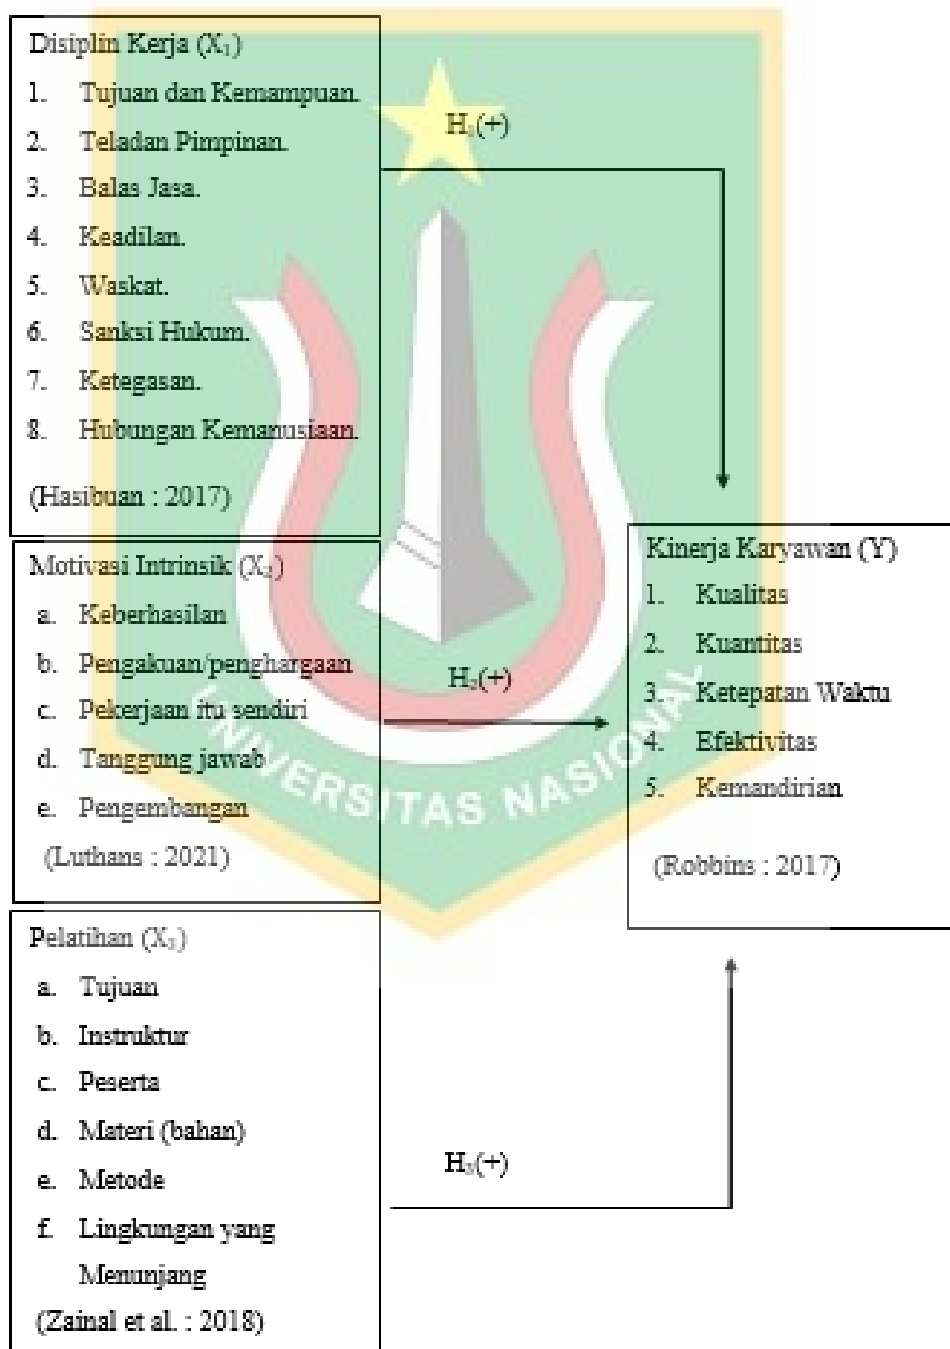 Disiplin Kerja (X₁)
1. Tujuan dan Kemampuan.
2. Teladan Pimpinan.
3. Balas Jasa.
4. Keadilan.
5. Waskat.
6. Sanksi Hukum.
7. Ketegasan.
8. Hubungan Kemanusiaan.
(Hasibuan : 2017)
H₁(+)
Motivasi Intrinsik (X₂)
a. Keberhasilan
b. Pengakuan/penghargaan
c. Pekerjaan itu sendiri
d. Tanggung jawab
e. Pengembangan
(Luthans : 2021)
H₂(+)
Kinerja Karyawan (Y)
1. Kualitas
2. Kuantitas
3. Ketepatan Waktu
4. Efektivitas
5. Kemandirian
(Robbins : 2017)
UNIVERSITAS NASIONAL
Pelatihan (X₃)
a. Tujuan
b. Instruktur
c. Peserta
d. Materi (bahan)
e. Metode
f. Lingkungan yang
Menunjang
(Zainal et al. : 2018)
H₃(+)